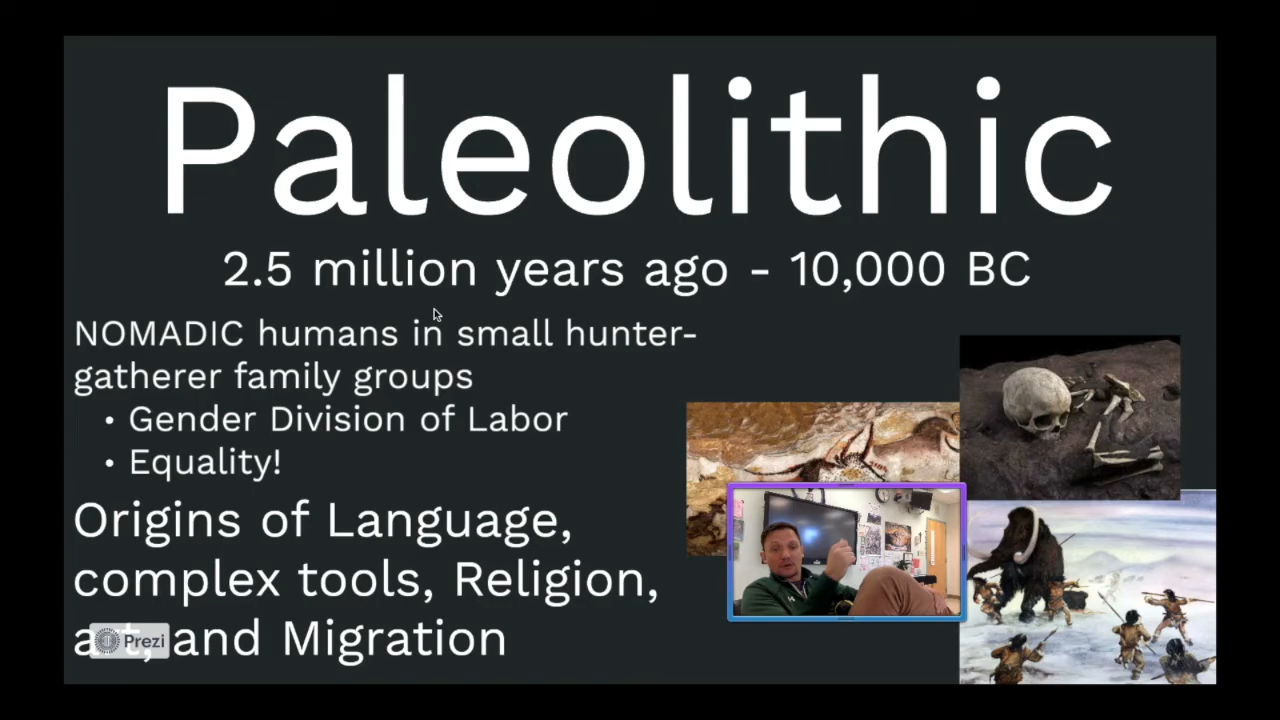 Paleolithic
2.5 million years ago - 10,000 BC
NOMADIC humans in small hunter-
gatherer family groups
• Gender Division of Labor
• Equality!
Origins of Language,
complex tools, Religion,
art, and Migration
Prezi